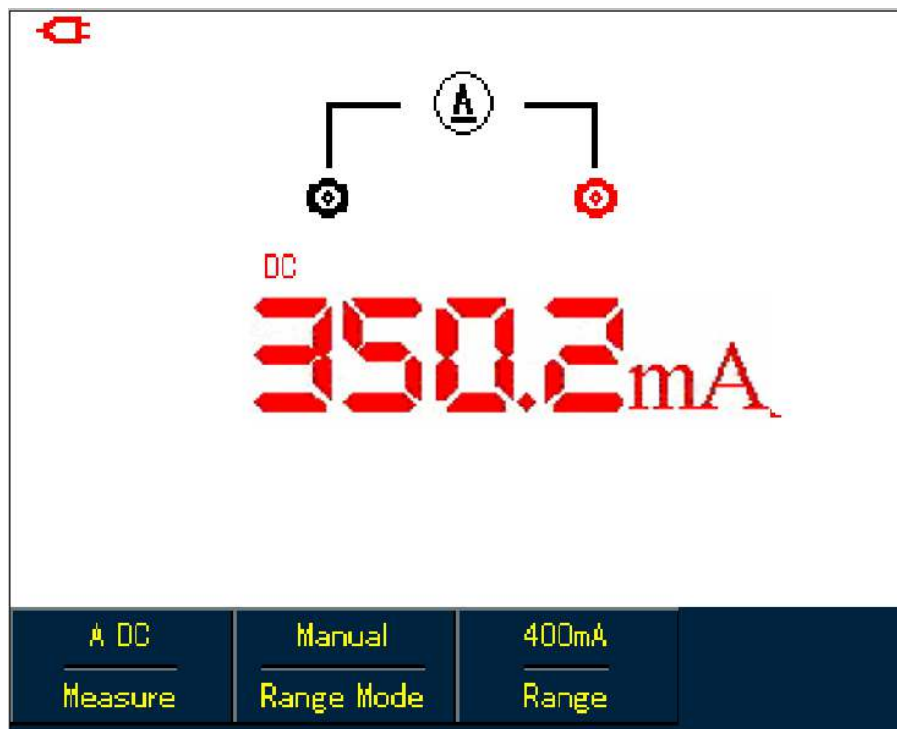 A
DC
350.2mA
A DC Manual 400mA
Measure Range Mode Range